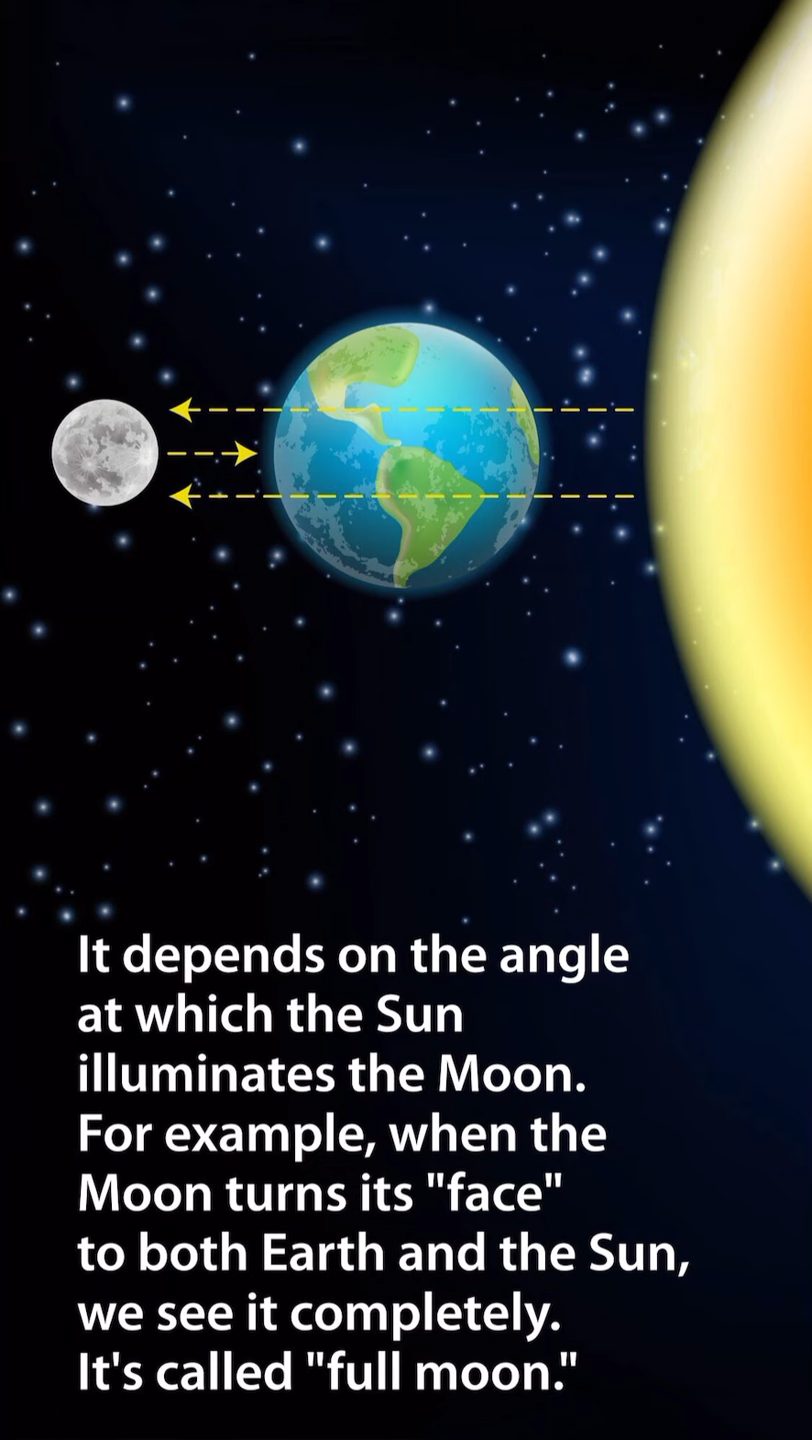 It depends on the angle
at which the Sun
illuminates the Moon.
For example, when the
Moon turns its "face"
to both Earth and the Sun,
we see it completely.
It's called "full moon."